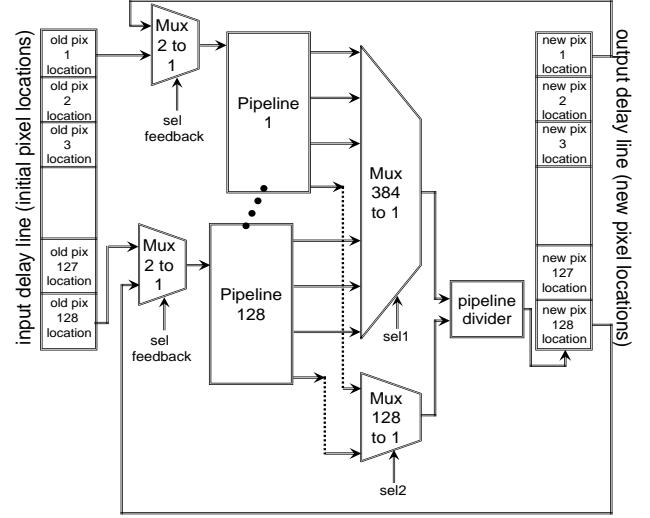 input delay line (initial pixel locations)
old pix
1
location
old pix
2
location
old pix
3
location
old pix
127
location
old pix
128
location
Mux
2 to
1
sel
feedback
Mux
2 to
1
sel
feedback
Pipeline
1
Pipeline
128
Mux
384
to 1
sel1
Mux
128
to 1
sel2
pipeline
divider
new pix
1
location
new pix
2
location
new pix
3
location
new pix
127
location
new pix
128
location
output delay line (new pixel locations)